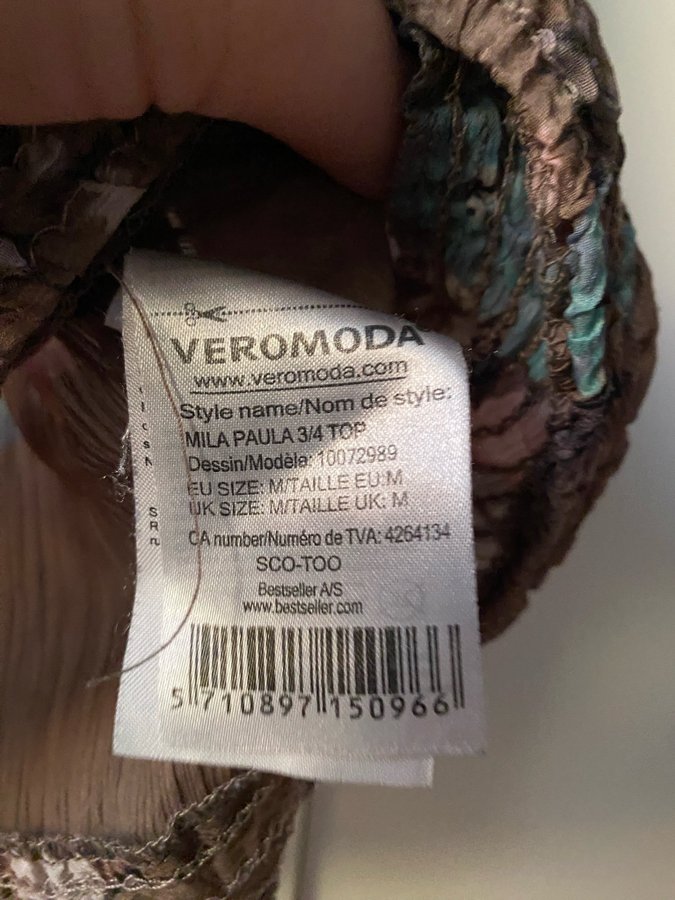 VEROMODA
www.veromoda.com
Style name/Nom de style:
MILA PAULA 3/4 TOP
Dessin/Modèla: 10072989
EU SIZE: M/TAILLE EU: M
UK SIZE: M/TAILLE UK: M
CA number/Numéro de TVA: 4264134
SCO-TOO
Bestseller A/S
www.bestseller.com
5 710897 150966